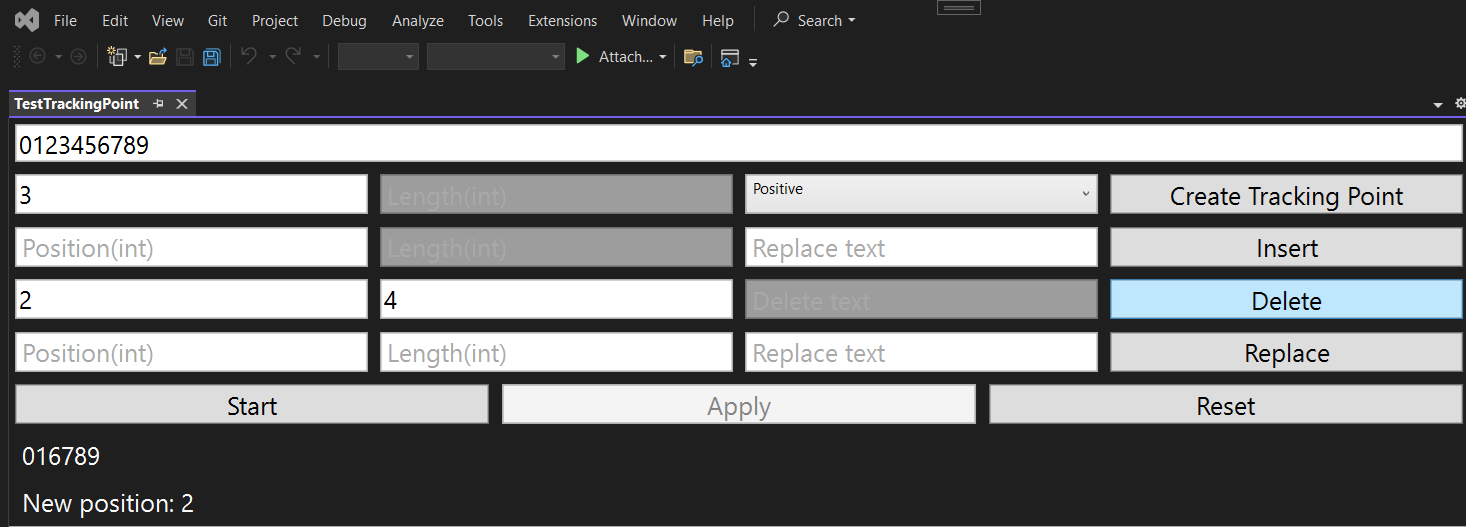 File Edit View Git Project Debug Analyze Tools Extensions Window Help Search
Attach...
TestTrackingPoint
0123456789
3 Length(int) Positive Create Tracking Point
Position(int) Length(int) Replace text Insert
2 4 Delete text Delete
Position(int) Length(int) Replace text Replace
Start Apply Reset
016789
New position: 2